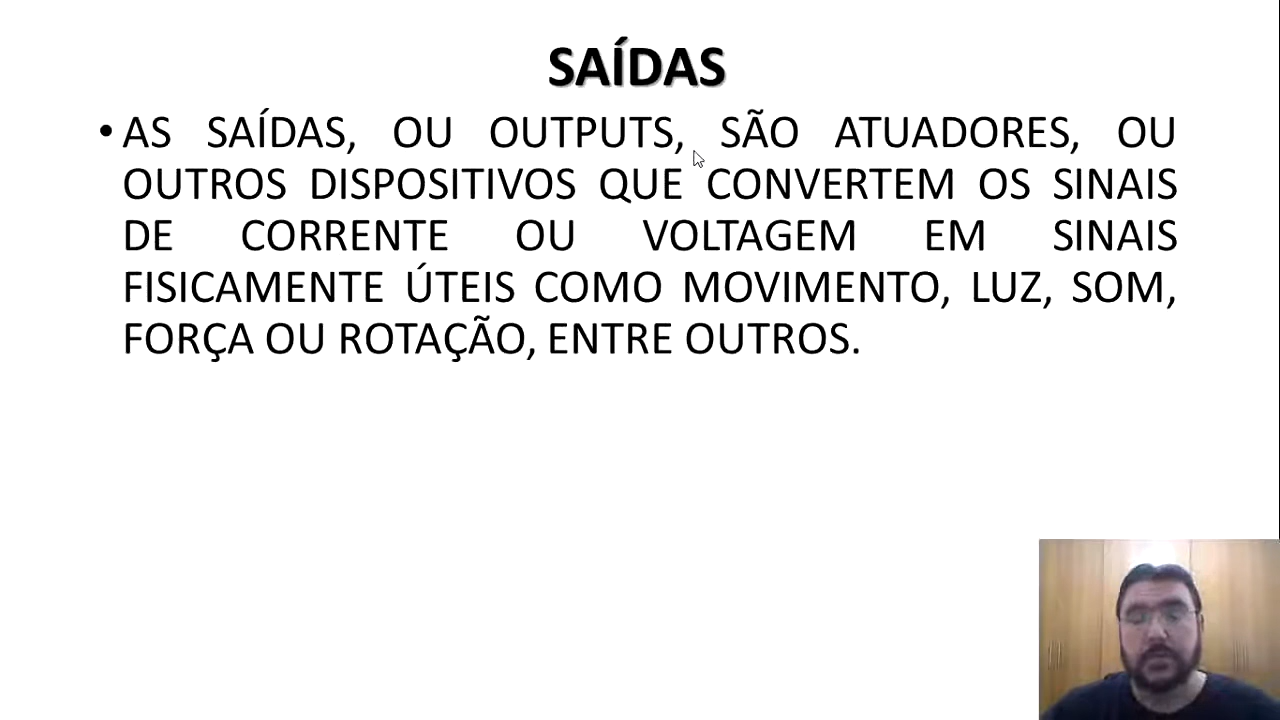 SAÍDAS
• AS SAÍDAS, OU OUTPUTS, SÃO ATUADORES, OU
OUTROS DISPOSITIVOS QUE CONVERTEM OS SINAIS
DE CORRENTE OU VOLTAGEM EM SINAIS
FISICAMENTE ÚTEIS COMO MOVIMENTO, LUZ, SOM,
FORÇA OU ROTAÇÃO, ENTRE OUTROS.